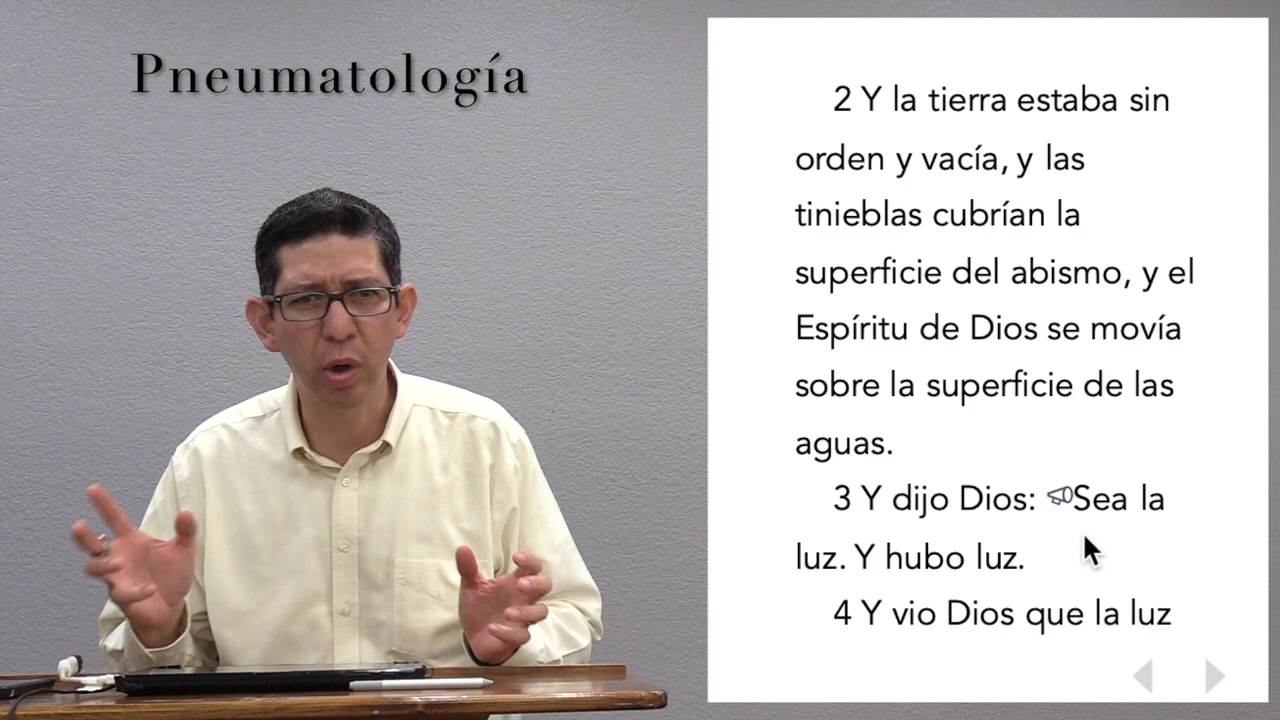 Pneumatología
2 Y la tierra estaba sin
orden y vacía, y las
tinieblas cubrían la
superficie del abismo, y el
Espíritu de Dios se movía
sobre la superficie de las
aguas.
3 Y dijo Dios: Sea la
luz. Y hubo luz.
4 Y vio Dios que la luz